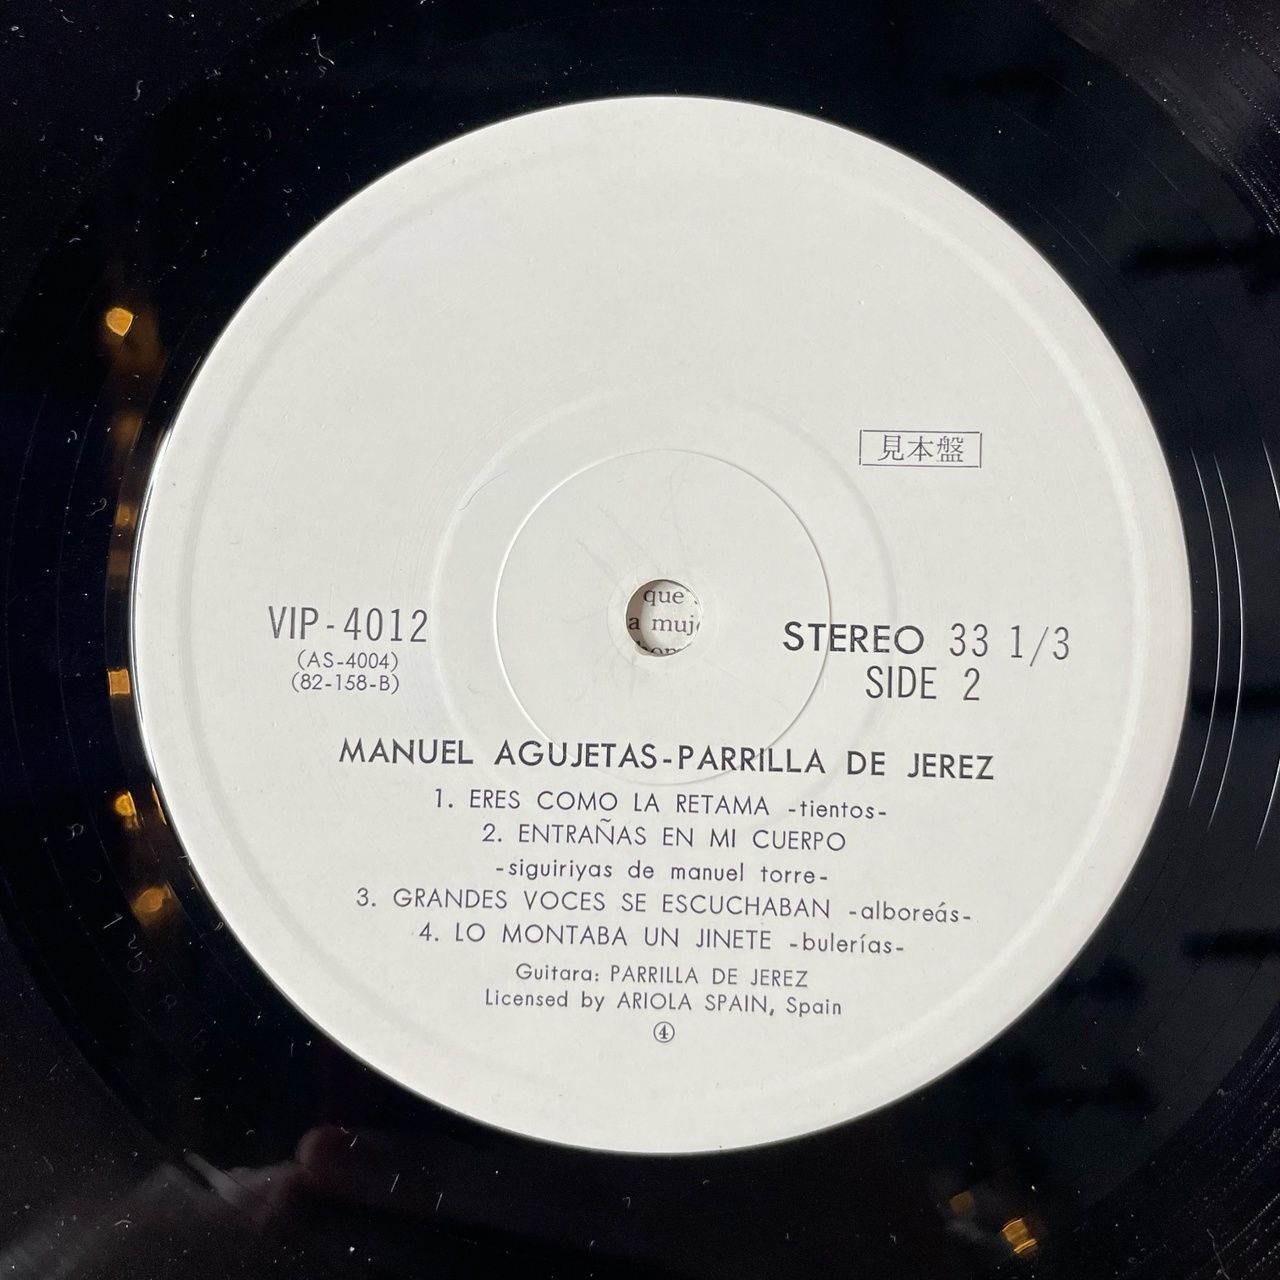 見本盤
que
a muj
VIP-4012
(AS-4004)
(82-158-B)
STEREO 33 1/3
SIDE 2
MANUEL AGUJETAS-PARRILLA DE JEREZ
1. ERES COMO LA RETAMA -tientos-
2. ENTRAÑAS EN MI CUERPO
-siguiriyas de manuel torre-
3. GRANDES VOCES SE ESCUCHABAN -alboreás-
4. LO MONTABA UN JINETE -bulerías-
Guitara: PARRILLA DE JEREZ
Licensed by ARIOLA SPAIN, Spain
④